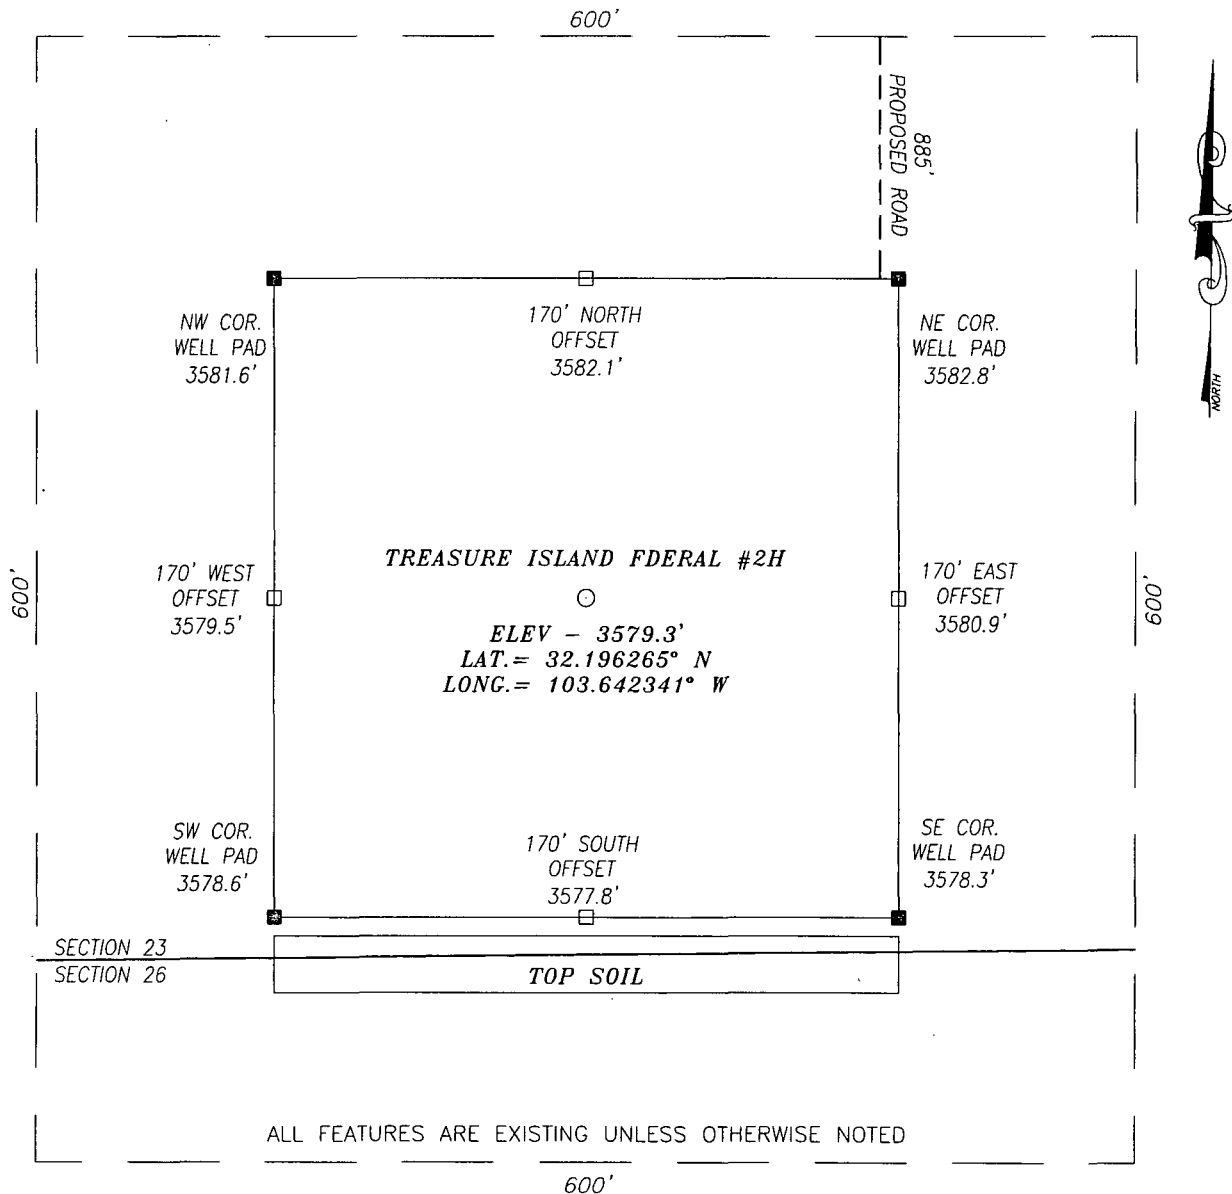 600'
885'
PROPOSED ROAD
NORTH
NW COR.
WELL PAD
3581.6'
170' NORTH
OFFSET
3582.1'
NE COR.
WELL PAD
3582.8'
600'
170' WEST
OFFSET
3579.5'
TREASURE ISLAND FDERAL #2H
ELEV – 3579.3'
LAT.= 32.196265° N
LONG.= 103.642341° W
170' EAST
OFFSET
3580.9'
600'
SW COR.
WELL PAD
3578.6'
170' SOUTH
OFFSET
3577.8'
SE COR.
WELL PAD
3578.3'
SECTION 23
SECTION 26
TOP SOIL
ALL FEATURES ARE EXISTING UNLESS OTHERWISE NOTED
600'